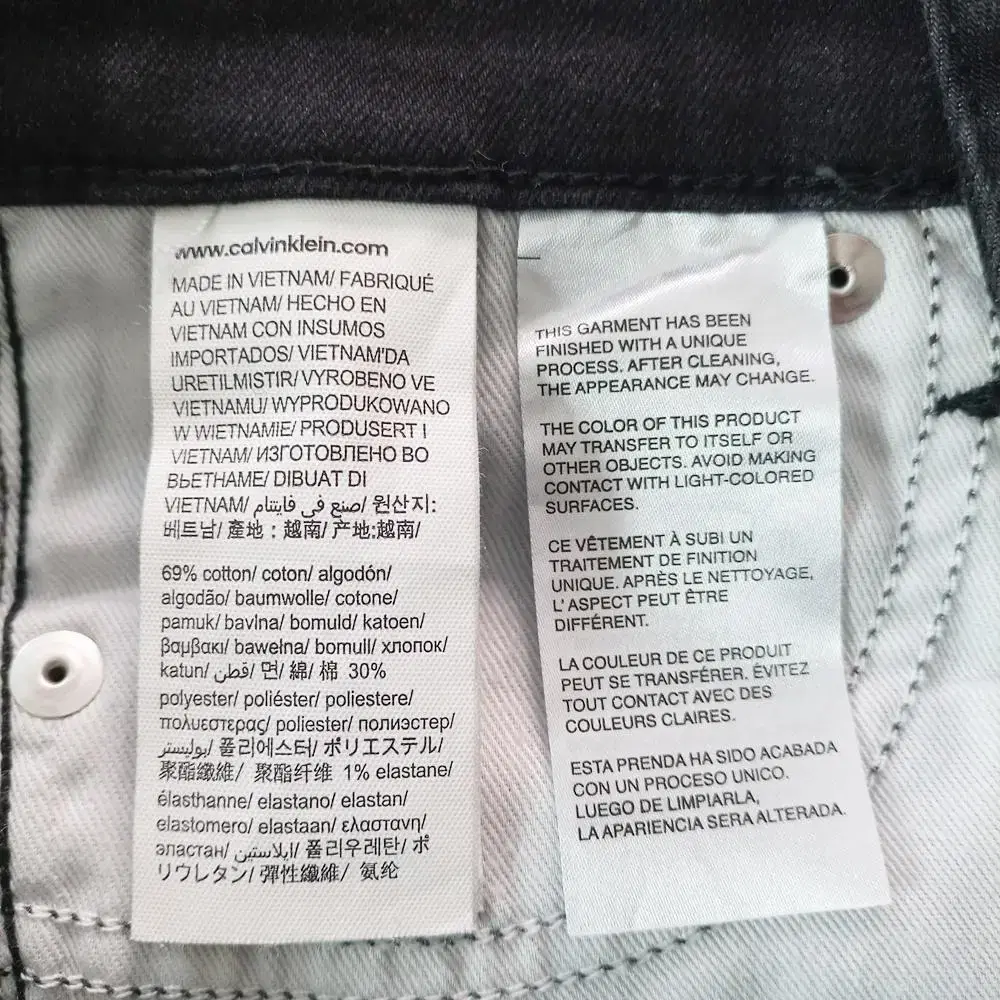 www.calvinklein.com
MADE IN VIETNAM/ FABRIQUÉ
AU VIETNAM/ HECHO EN
VIETNAM CON INSUMOS
IMPORTADOS/ VIETNAM'DA
URETILMISTIR/ VYROBENO VE
VIETNAMU/ WYPRODUKOWANO
W WIETNAMIE/ PRODUSERT I
VIETNAM/ ИЗГОТОВЛЕНО ВО
ВЬЕТНАМЕ/ DIBUAT DI
VIETNAM/ صنع في فايتنام/ 원산지:
베트남/ 產地：越南/ 产地:越南/
69% cotton/ coton/ algodón/
algodão/ baumwolle/ cotone/
pamuk/ bavlna/ bomuld/ katoen/
βαμβακι/ bawełna/ bomull/ хлопок/
katun/ قطن/ 면/ 綿/ 棉 30%
polyester/ poliéster/ poliestere/
πολυεστερας/ poliester/ полиэстер/
بوليستر/ 폴리에스터/ ポリエステル/
聚酯纖維/ 聚酯纤维 1% elastane/
élasthanne/ elastano/ elastan/
elastomero/ elastaan/ ελαστανη/
эластан/ ايلاستين/ 폴리우레탄/ ポ
リウレタン/ 彈性纖維/ 氨纶
THIS GARMENT HAS BEEN
FINISHED WITH A UNIQUE
PROCESS. AFTER CLEANING,
THE APPEARANCE MAY CHANGE.
THE COLOR OF THIS PRODUCT
MAY TRANSFER TO ITSELF OR
OTHER OBJECTS. AVOID MAKING
CONTACT WITH LIGHT-COLORED
SURFACES.
CE VÊTEMENT À SUBI UN
TRAITEMENT DE FINITION
UNIQUE. APRÈS LE NETTOYAGE,
L'ASPECT PEUT ÊTRE
DIFFÉRENT.
LA COULEUR DE CE PRODUIT
PEUT SE TRANSFÉRER. ÉVITEZ
TOUT CONTACT AVEC DES
COULEURS CLAIRES.
ESTA PRENDA HA SIDO ACABADA
CON UN PROCESO UNICO.
LUEGO DE LIMPIARLA,
LA APARIENCIA SERA ALTERADA.